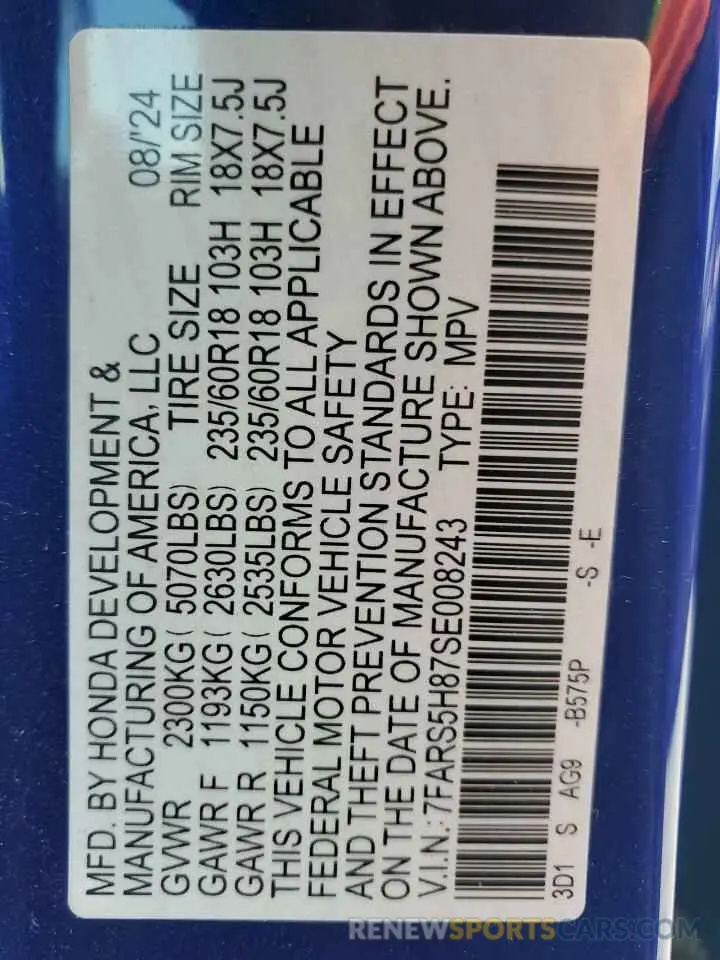 MFD. BY HONDA DEVELOPMENT &
MANUFACTURING OF AMERICA, LLC 08/'24
GVWR 2300KG( 5070LBS) TIRE SIZE RIM SIZE
GAWR F 1193KG( 2630LBS) 235/60R18 103H 18X7.5J
GAWR R 1150KG( 2535LBS) 235/60R18 103H 18X7.5J
THIS VEHICLE CONFORMS TO ALL APPLICABLE
FEDERAL MOTOR VEHICLE SAFETY
AND THEFT PREVENTION STANDARDS IN EFFECT
ON THE DATE OF MANUFACTURE SHOWN ABOVE.
V.I.N.: 7FARS5H87SE008243 TYPE: MPV
3D1 S AG9 -B575P -S -E
RENEWSPORTSCARS.COM